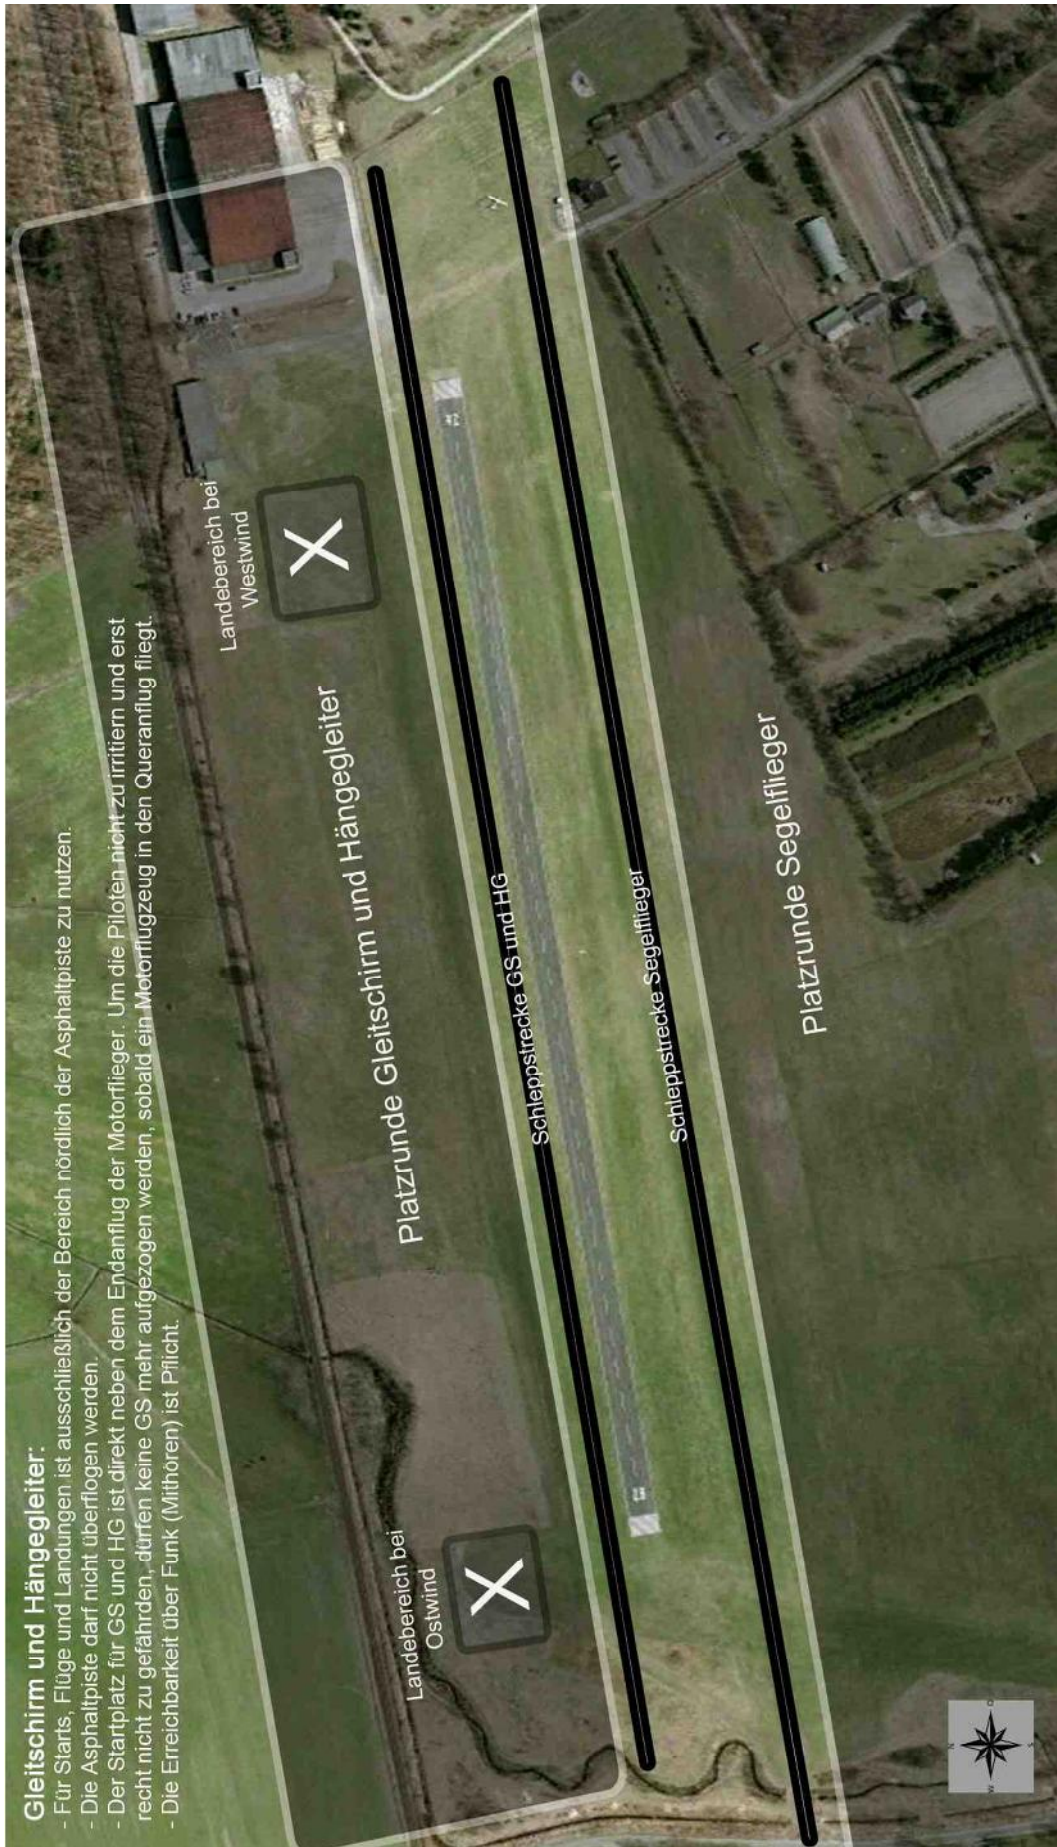 Gleitschirm und Hängegleiter:
- Für Starts, Flüge und Landungen ist ausschließlich der Bereich nördlich der Asphaltpiste zu nutzen.
- Die Asphaltpiste darf nicht überflogen werden.
- Der Startplatz für GS und HG ist direkt neben dem Endanflug der Motorflieger. Um die Piloten nicht zu irritiern und erst
recht nicht zu gefährden, dürfen keine GS mehr aufgezogen werden, sobald ein Motorflugzeug in den Queranflug fliegt.
- Die Erreichbarkeit über Funk (Mithören) ist Pflicht.
Landebereich bei
Westwind
X
Platzrunde Gleitschirm und Hängegleiter
Landebereich bei
Ostwind
X
Schleppstrecke GS und HG
Schleppstrecke Segelflieger
Platzrunde Segelflieger
N
O
S
W